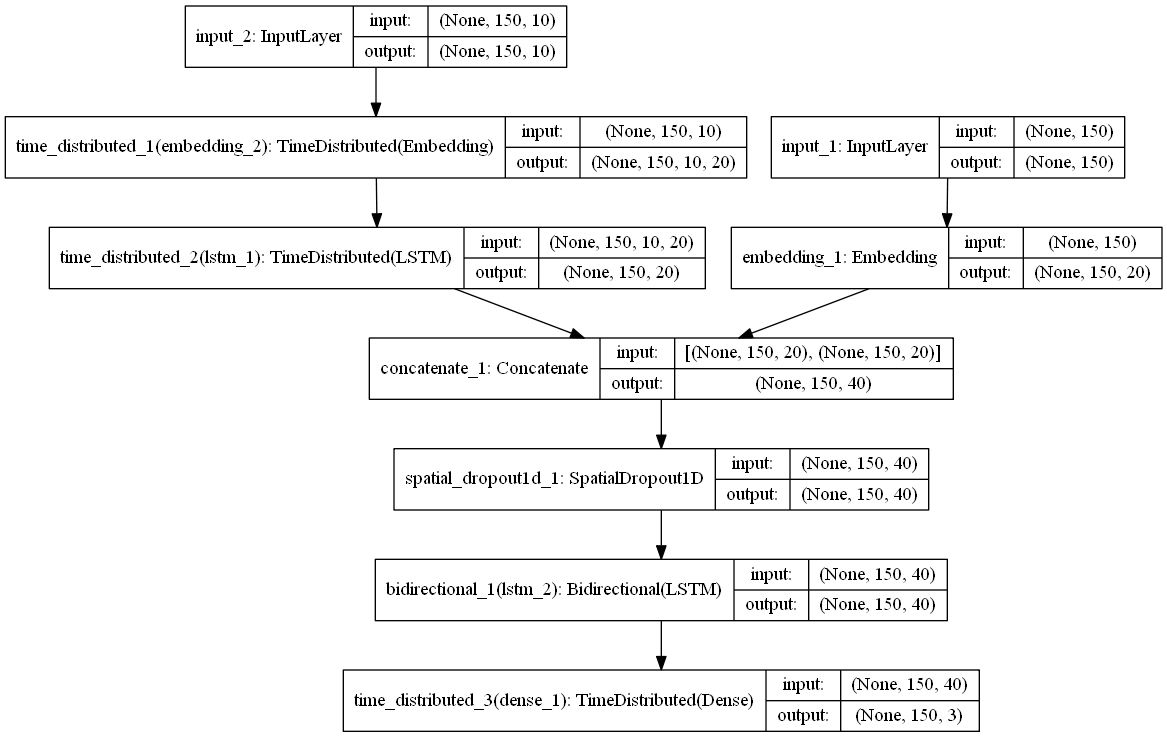 input_2: InputLayer
input: (None, 150, 10)
output: (None, 150, 10)
time_distributed_1(embedding_2): TimeDistributed(Embedding)
input: (None, 150, 10)
output: (None, 150, 10, 20)
input_1: InputLayer
input: (None, 150)
output: (None, 150)
time_distributed_2(lstm_1): TimeDistributed(LSTM)
input: (None, 150, 10, 20)
output: (None, 150, 20)
embedding_1: Embedding
input: (None, 150)
output: (None, 150, 20)
concatenate_1: Concatenate
input: [(None, 150, 20), (None, 150, 20)]
output: (None, 150, 40)
spatial_dropout1d_1: SpatialDropout1D
input: (None, 150, 40)
output: (None, 150, 40)
bidirectional_1(lstm_2): Bidirectional(LSTM)
input: (None, 150, 40)
output: (None, 150, 40)
time_distributed_3(dense_1): TimeDistributed(Dense)
input: (None, 150, 40)
output: (None, 150, 3)